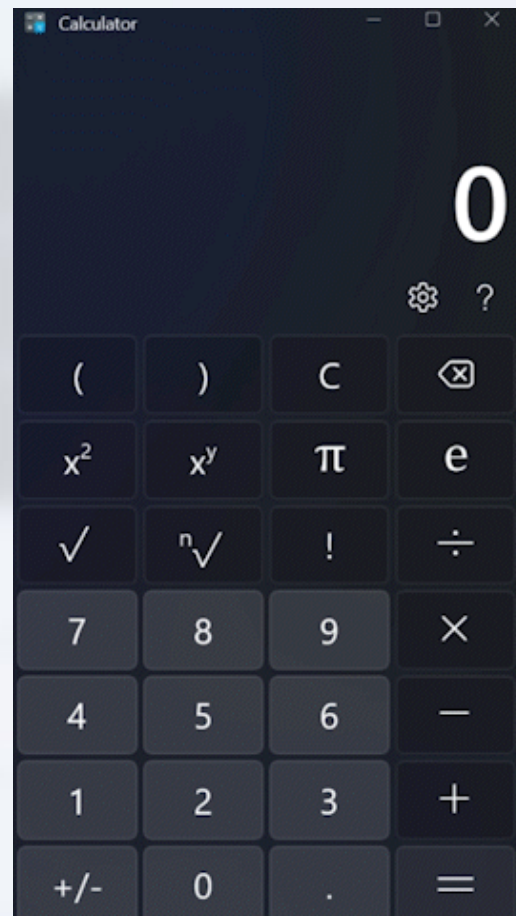 Calculator
0
?
( ) C
x² xʸ π e
√ ⁿ√ ! ÷
7 8 9 ×
4 5 6 −
1 2 3 +
+/- 0 . =